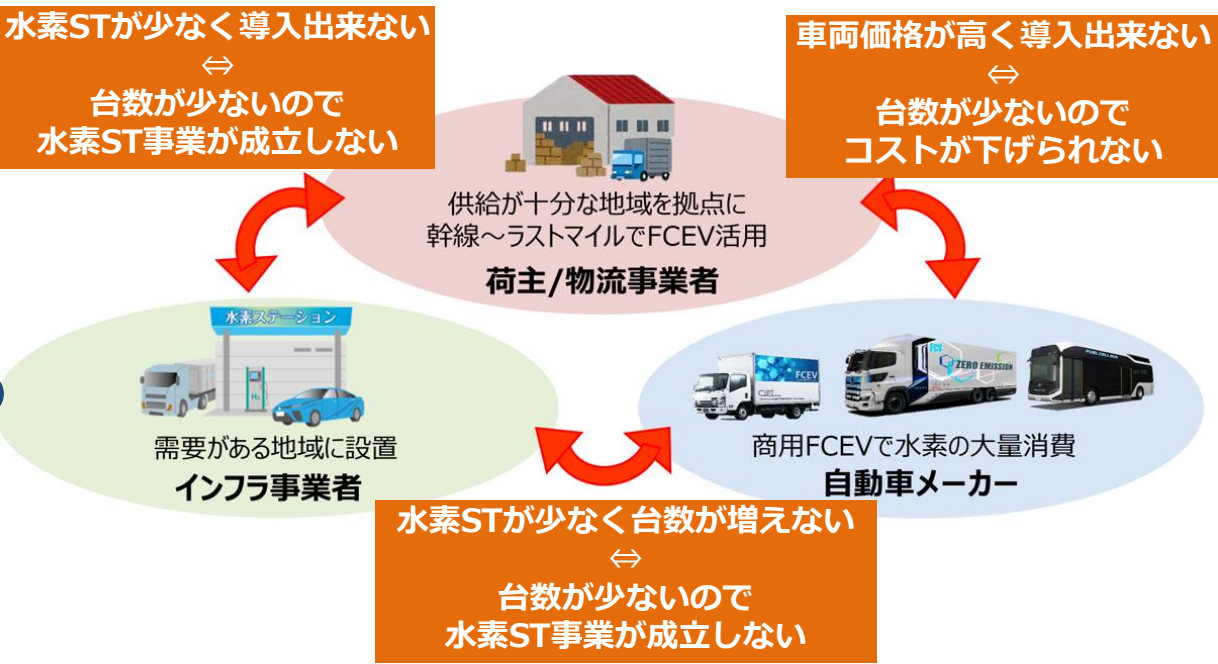 水素STが少なく導入出来ない
⇔
台数が少ないので
水素ST事業が成立しない
車両価格が高く導入出来ない
⇔
台数が少ないので
コストが下げられない
供給が十分な地域を拠点に
幹線～ラストマイルでFCEV活用
荷主/物流事業者
水素ステーション
H₂
需要がある地域に設置
インフラ事業者
FCEV
CJPT
FCV
ZERO EMISSION
FUEL CELL BUS
商用FCEVで水素の大量消費
自動車メーカー
水素STが少なく台数が増えない
⇔
台数が少ないので
水素ST事業が成立しない